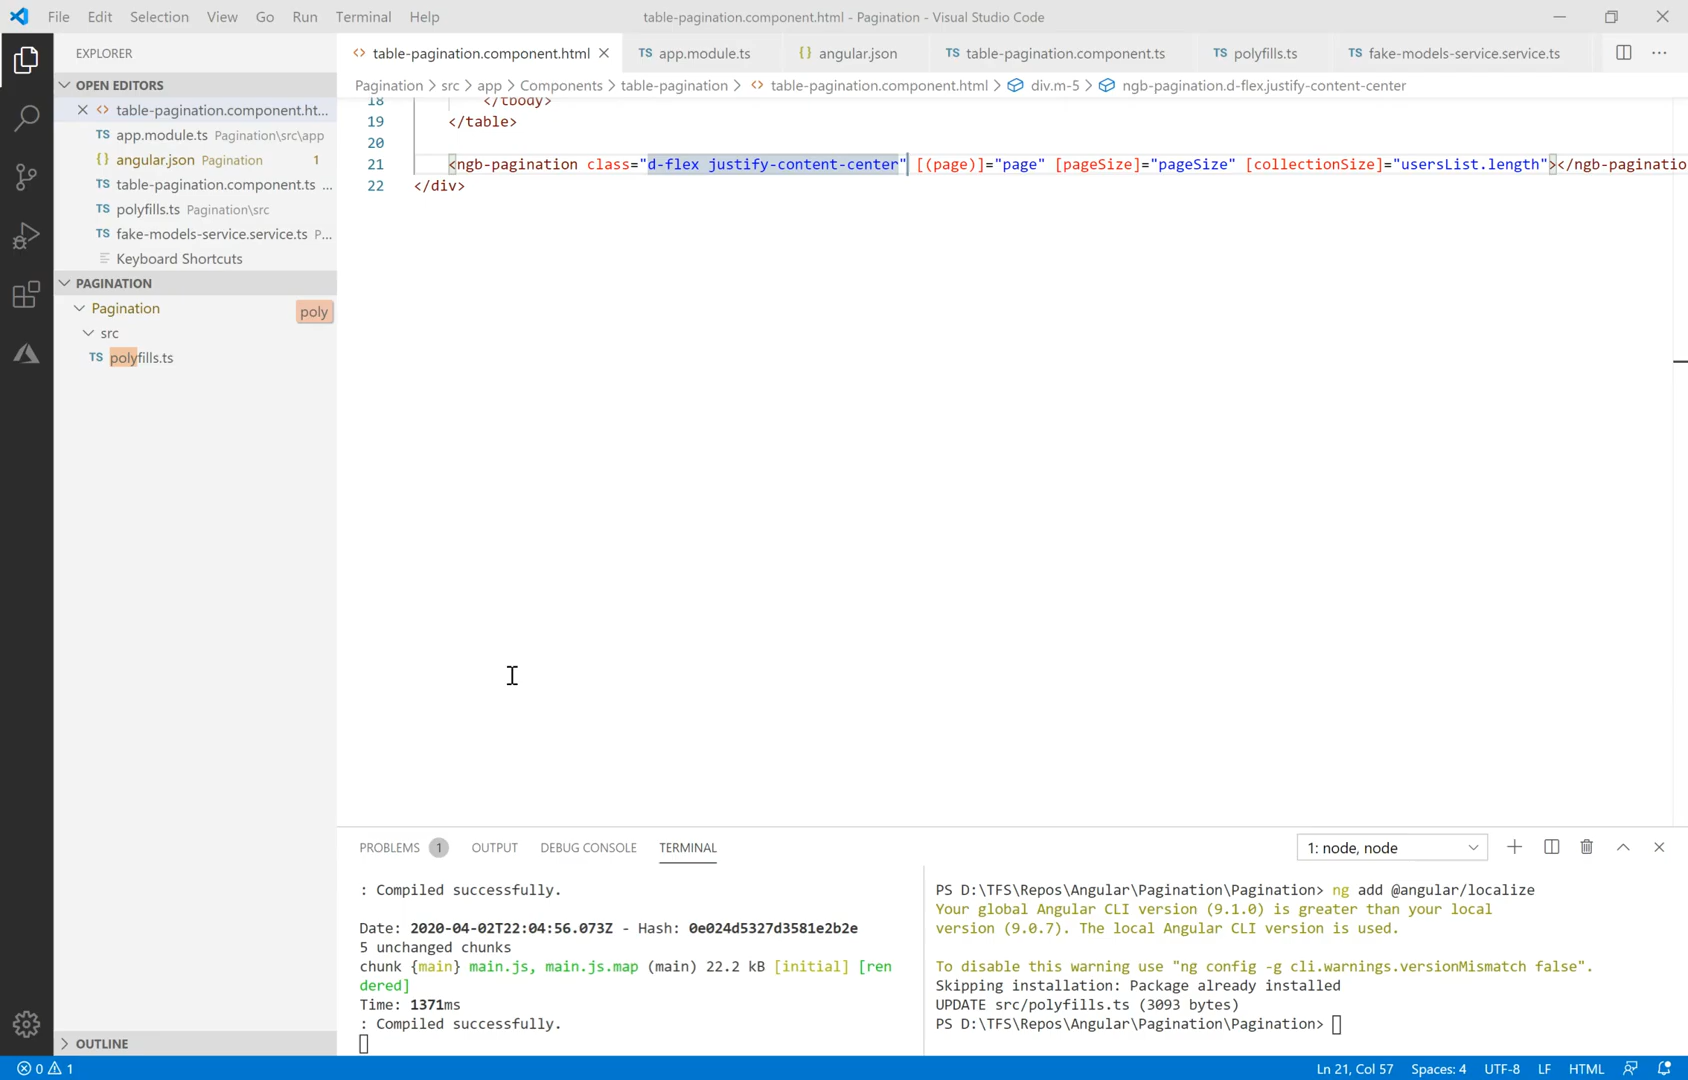 File Edit Selection View Go Run Terminal Help
table-pagination.component.html - Pagination - Visual Studio Code
EXPLORER
OPEN EDITORS
table-pagination.component.ht...
TS app.module.ts Pagination\src\app
{ } angular.json Pagination 1
TS table-pagination.component.ts ...
TS polyfills.ts Pagination\src
TS fake-models-service.service.ts P...
Keyboard Shortcuts
PAGINATION
Pagination
poly
src
TS polyfills.ts
OUTLINE
<> table-pagination.component.html
TS app.module.ts
{ } angular.json
TS table-pagination.component.ts
TS polyfills.ts
TS fake-models-service.service.ts
Pagination > src > app > Components > table-pagination > <> table-pagination.component.html > div.m-5 > ngb-pagination.d-flex.justify-content-center
18 </tbody>
19 </table>
20
21 <ngb-pagination class="d-flex justify-content-center" [(page)]="page" [pageSize]="pageSize" [collectionSize]="usersList.length"></ngb-paginatio
22 </div>
PROBLEMS 1 OUTPUT DEBUG CONSOLE TERMINAL
1: node, node
: Compiled successfully.
Date: 2020-04-02T22:04:56.073Z - Hash: 0e024d5327d3581e2b2e
5 unchanged chunks
chunk {main} main.js, main.js.map (main) 22.2 kB [initial] [ren
dered]
Time: 1371ms
: Compiled successfully.
PS D:\TFS\Repos\Angular\Pagination\Pagination> ng add @angular/localize
Your global Angular CLI version (9.1.0) is greater than your local
version (9.0.7). The local Angular CLI version is used.
To disable this warning use "ng config -g cli.warnings.versionMismatch false".
Skipping installation: Package already installed
UPDATE src/polyfills.ts (3093 bytes)
PS D:\TFS\Repos\Angular\Pagination\Pagination>
0 1
Ln 21, Col 57 Spaces: 4 UTF-8 LF HTML